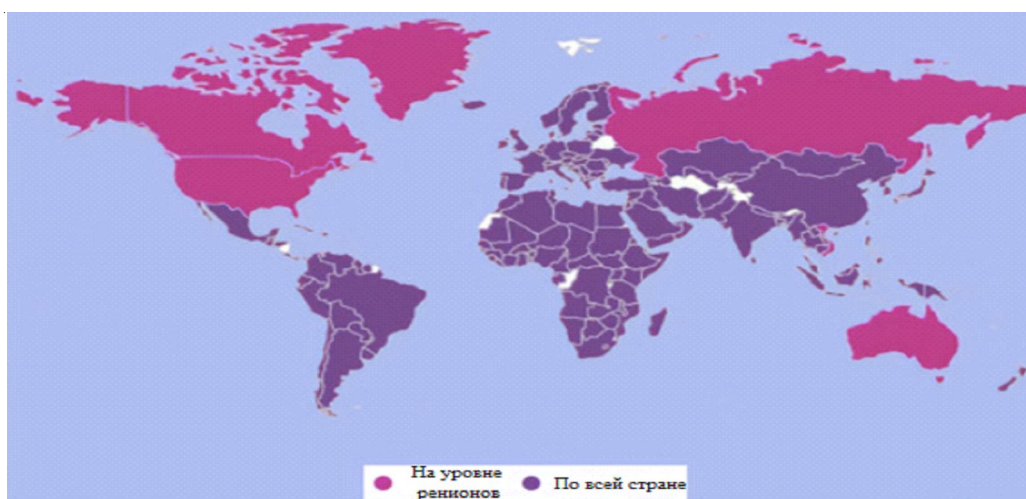 На уровне
ренионов
По всей стране